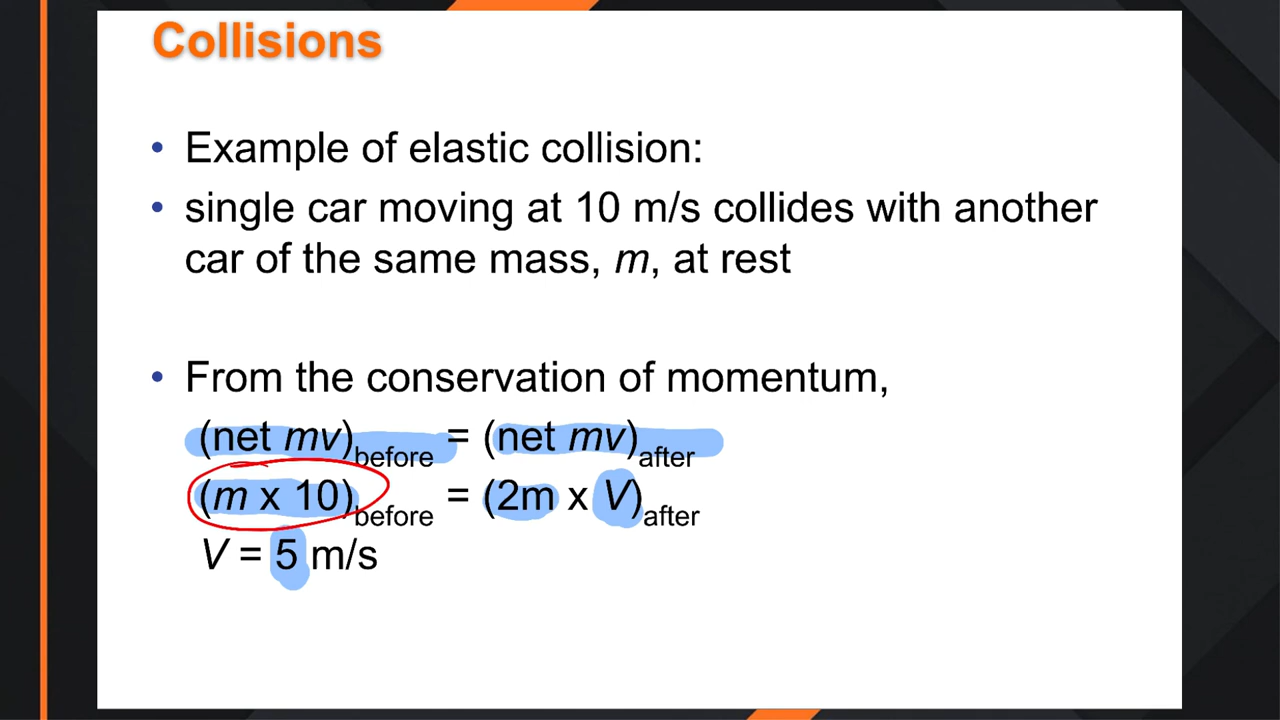 Collisions
• Example of elastic collision:
• single car moving at 10 m/s collides with another
car of the same mass, m, at rest
• From the conservation of momentum,
(net mv)before = (net mv)after
(m x 10)before = (2m x V)after
V = 5 m/s